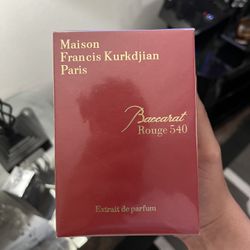 Maison
Francis Kurkdjian
Paris
Baccarat
Rouge 540
Extrait de parfum